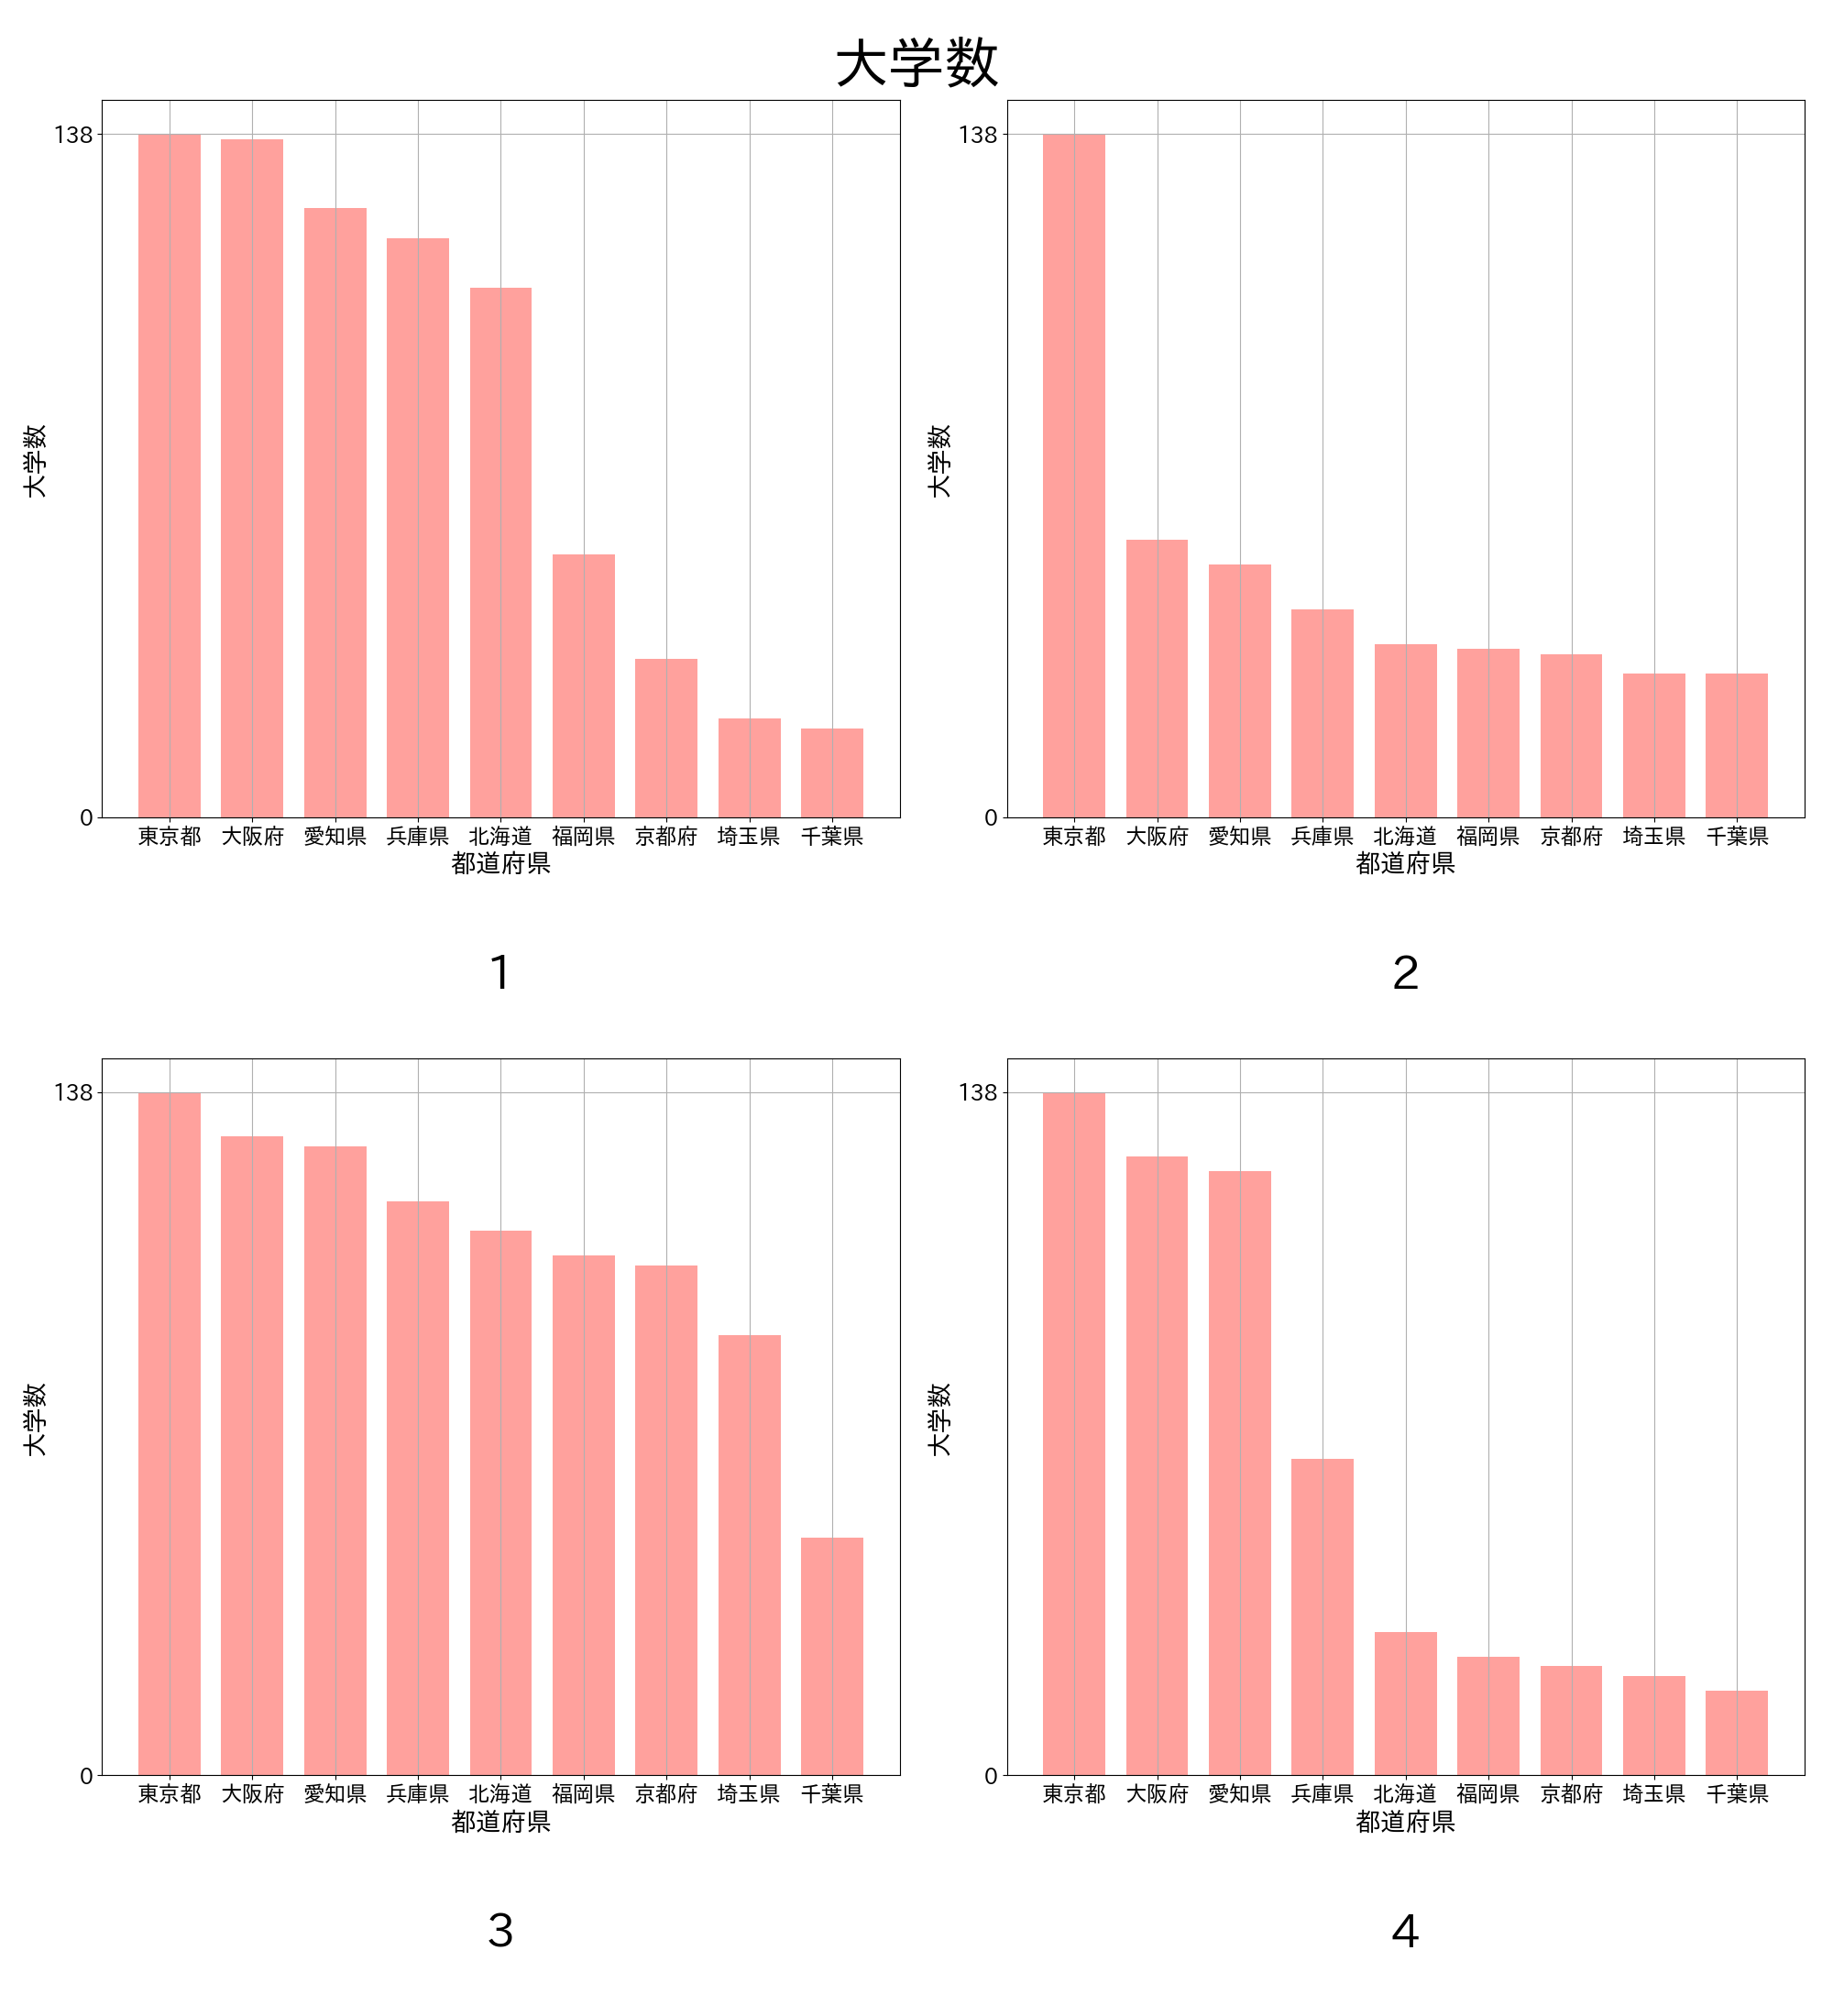 大学数
138
0
大学数
東京都 大阪府 愛知県 兵庫県 北海道 福岡県 京都府 埼玉県 千葉県
都道府県
1
138
0
大学数
東京都 大阪府 愛知県 兵庫県 北海道 福岡県 京都府 埼玉県 千葉県
都道府県
2
138
0
大学数
東京都 大阪府 愛知県 兵庫県 北海道 福岡県 京都府 埼玉県 千葉県
都道府県
3
138
0
大学数
東京都 大阪府 愛知県 兵庫県 北海道 福岡県 京都府 埼玉県 千葉県
都道府県
4